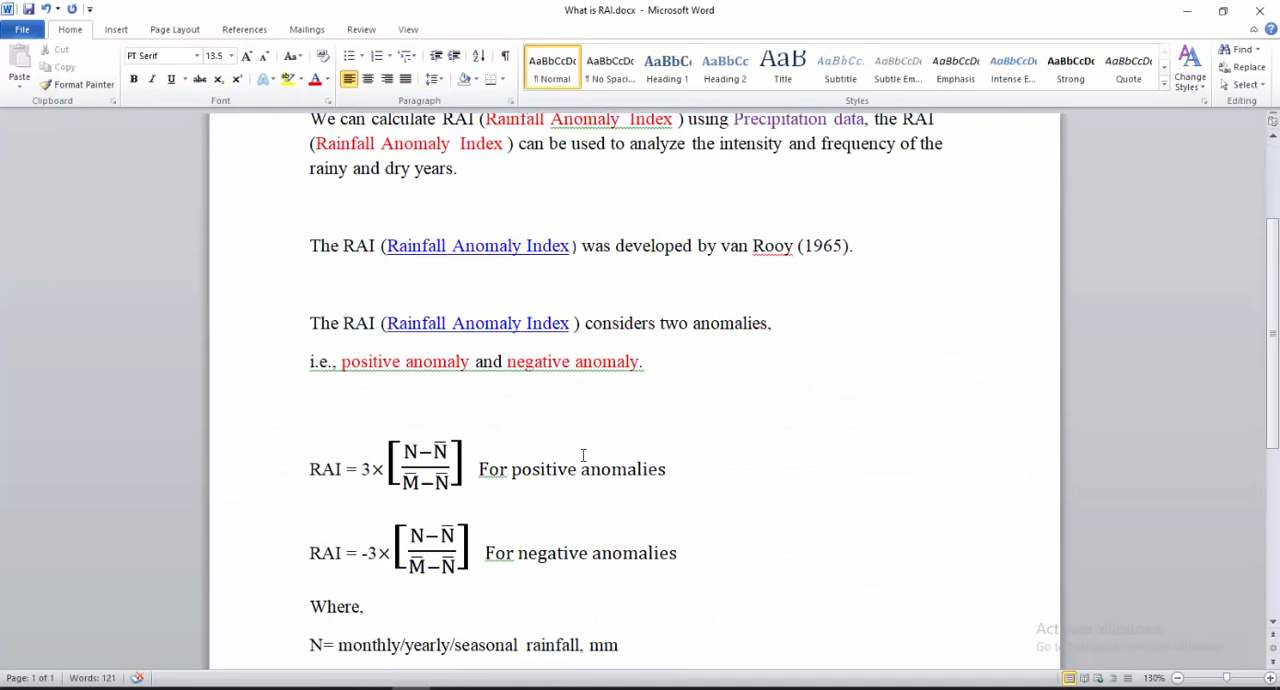 What is RAI.docx - Microsoft Word
File Home Insert Page Layout References Mailings Review View
Paste
Cut
Copy
Format Painter
Clipboard
PT Serif 13.5
Font
Paragraph
AaBbCcDc AaBbCcDc AaBbC AaBbCc AaB AaBbCc. AaBbCcDc AaBbCcDc AaBbCcDc AaBbCcDc AaBbCcDc
¶ Normal ¶ No Spaci... Heading 1 Heading 2 Title Subtitle Subtle Em... Emphasis Intense E... Strong Quote
Change Styles
Styles
Find
Replace
Select
Editing
We can calculate RAI (Rainfall Anomaly Index ) using Precipitation data, the RAI
(Rainfall Anomaly Index ) can be used to analyze the intensity and frequency of the
rainy and dry years.
The RAI (Rainfall Anomaly Index) was developed by van Rooy (1965).
The RAI (Rainfall Anomaly Index ) considers two anomalies,
i.e., positive anomaly and negative anomaly.
RAI = 3× [N−N̅ / M̅−N̅] For positive anomalies
RAI = -3× [N−N̅ / M̅−N̅] For negative anomalies
Where,
N= monthly/yearly/seasonal rainfall, mm
Activate Windows
Page: 1 of 1 Words: 121 130%